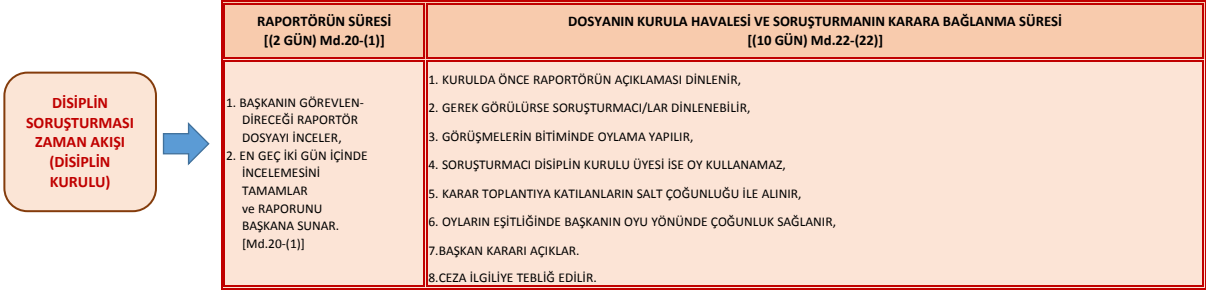 DİSİPLİN
SORUŞTURMASI
ZAMAN AKIŞI
(DİSİPLİN
KURULU)
RAPORTÖRÜN SÜRESİ
[(2 GÜN) Md.20-(1)]
1. BAŞKANIN GÖREVLEN-
DİRECEĞİ RAPORTÖR
DOSYAYI İNCELER,
2. EN GEÇ İKİ GÜN İÇİNDE
İNCELEMESİNİ
TAMAMLAR
ve RAPORUNU
BAŞKANA SUNAR.
[Md.20-(1)]
DOSYANIN KURULA HAVALESİ VE SORUŞTURMANIN KARARA BAĞLANMA SÜRESİ
[(10 GÜN) Md.22-(22)]
1. KURULDA ÖNCE RAPORTÖRÜN AÇIKLAMASI DİNLENİR,
2. GEREK GÖRÜLÜRSE SORUŞTURMACI/LAR DİNLENEBİLİR,
3. GÖRÜŞMELERİN BİTİMİNDE OYLAMA YAPILIR,
4. SORUŞTURMACI DİSİPLİN KURULU ÜYESİ İSE OY KULLANAMAZ,
5. KARAR TOPLANTIYA KATILANLARIN SALT ÇOĞUNLUĞU İLE ALINIR,
6. OYLARIN EŞİTLİĞİNDE BAŞKANIN OYU YÖNÜNDE ÇOĞUNLUK SAĞLANIR,
7.BAŞKAN KARARI AÇIKLAR.
8.CEZA İLGİLİYE TEBLİĞ EDİLİR.